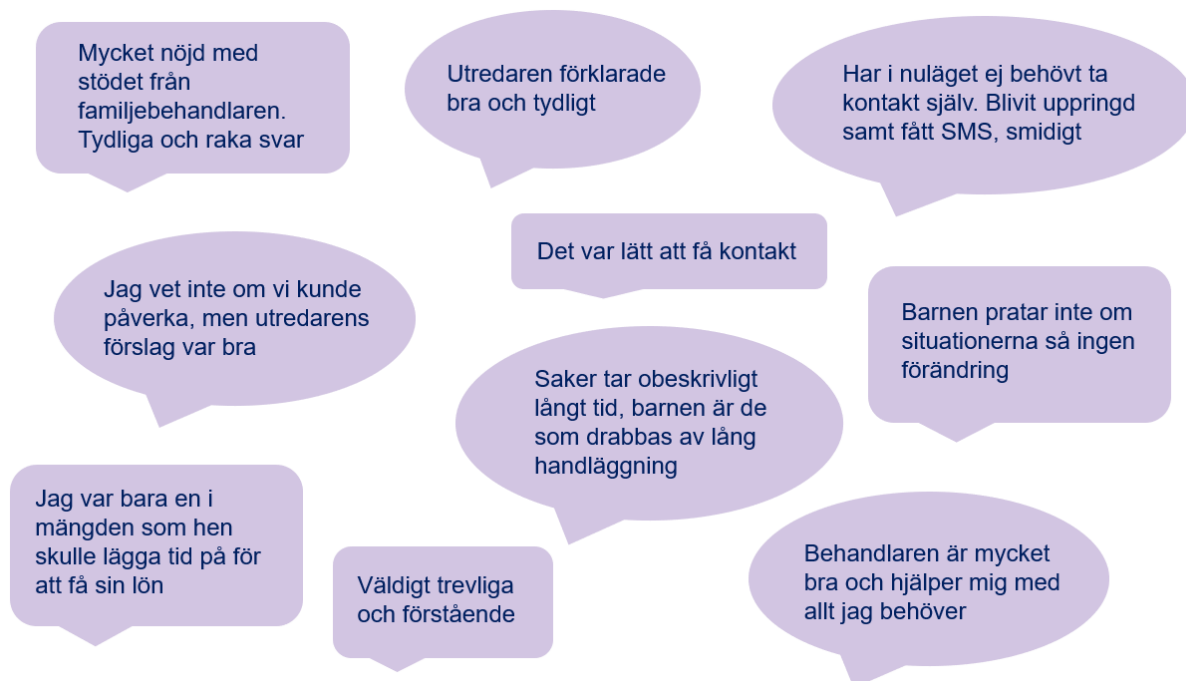 Mycket nöjd med
stödet från
familjebehandlaren.
Tydliga och raka svar
Utredaren förklarade
bra och tydligt
Har i nuläget ej behövt ta
kontakt själv. Blivit uppringd
samt fått SMS, smidigt
Det var lätt att få kontakt
Jag vet inte om vi kunde
påverka, men utredarens
förslag var bra
Barnen pratar inte om
situationerna så ingen
förändring
Saker tar obeskrivligt
långt tid, barnen är de
som drabbas av lång
handläggning
Jag var bara en i
mängden som hen
skulle lägga tid på för
att få sin lön
Väldigt trevliga
och förstående
Behandlaren är mycket
bra och hjälper mig med
allt jag behöver